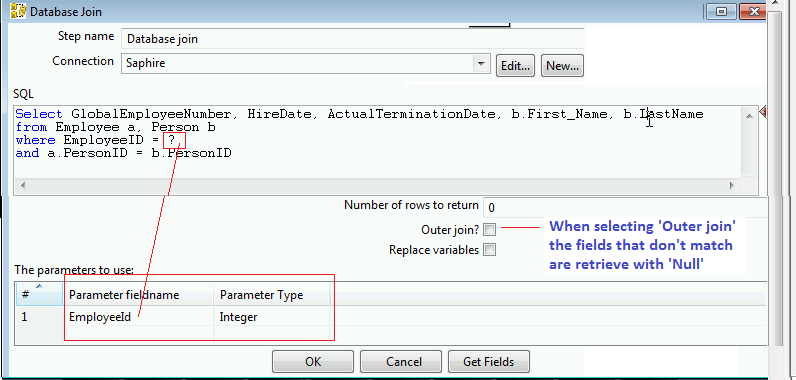 Database Join
Step name Database join
Connection Saphire Edit... New...
SQL
Select GlobalEmployeeNumber, HireDate, ActualTerminationDate, b.First_Name, b.LastName
from Employee a, Person b
where EmployeeID = ?
and a.PersonID = b.PersonID
Number of rows to return 0
Outer join?
When selecting 'Outer join'
the fields that don't match
are retrieve with 'Null'
Replace variables
The parameters to use:
# Parameter fieldname Parameter Type
1 EmployeeId Integer
OK Cancel Get Fields